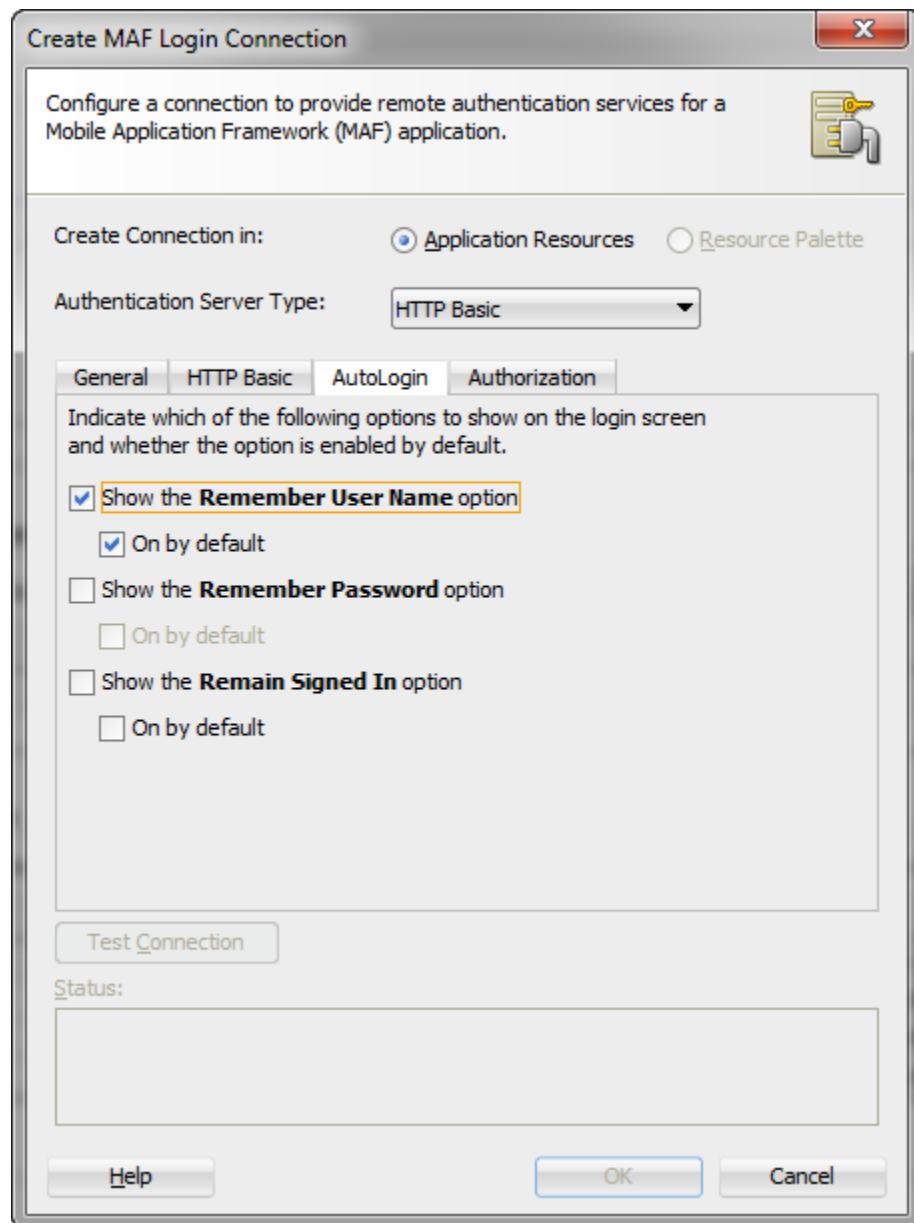 Create MAF Login Connection
Configure a connection to provide remote authentication services for a
Mobile Application Framework (MAF) application.
Create Connection in: Application Resources Resource Palette
Authentication Server Type: HTTP Basic
General HTTP Basic AutoLogin Authorization
Indicate which of the following options to show on the login screen
and whether the option is enabled by default.
Show the Remember User Name option
On by default
Show the Remember Password option
On by default
Show the Remain Signed In option
On by default
Test Connection
Status:
Help OK Cancel